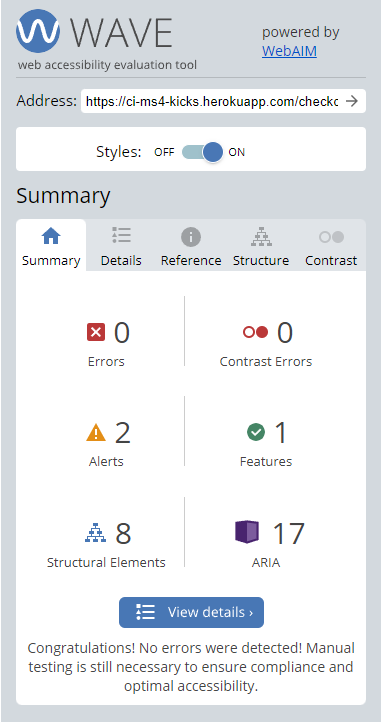 WAVE
powered by
WebAIM
web accessibility evaluation tool
Address: https://ci-ms4-kicks.herokuapp.com/checkc
Styles: OFF ON
Summary
Summary Details Reference Structure Contrast
0 0
Errors Contrast Errors
2 1
Alerts Features
8 17
Structural Elements ARIA
View details ›
Congratulations! No errors were detected! Manual
testing is still necessary to ensure compliance and
optimal accessibility.